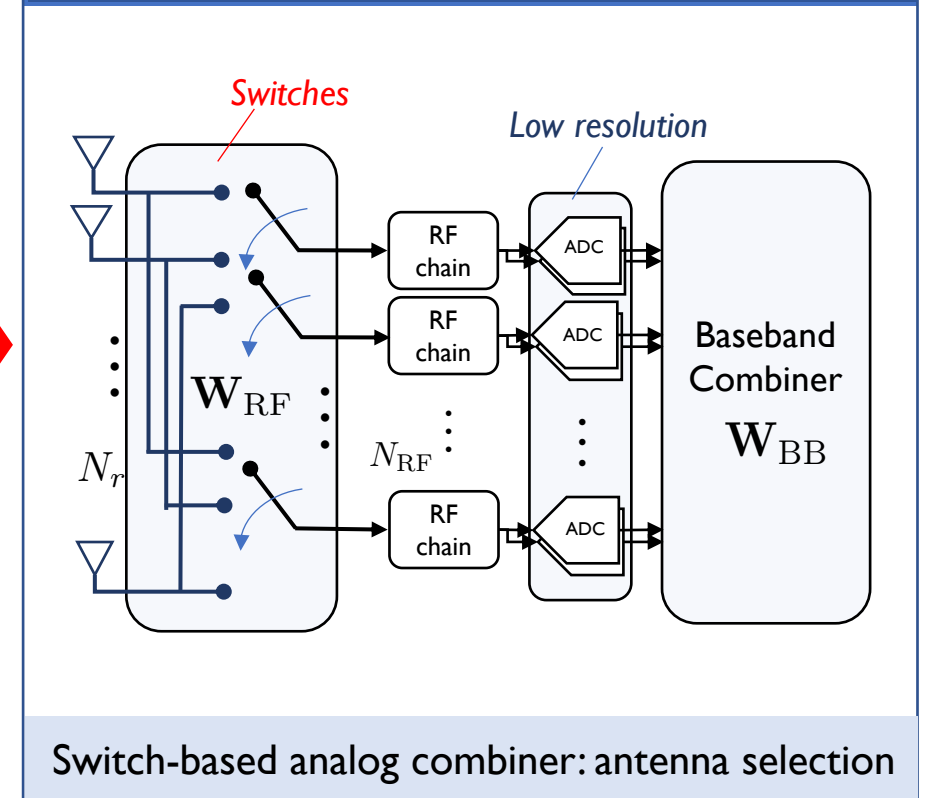 Switches
Low resolution
RF
chain
ADC
RF
chain
ADC
Baseband
Combiner
W_BB
W_RF
N_r
N_RF
RF
chain
ADC
Switch-based analog combiner: antenna selection